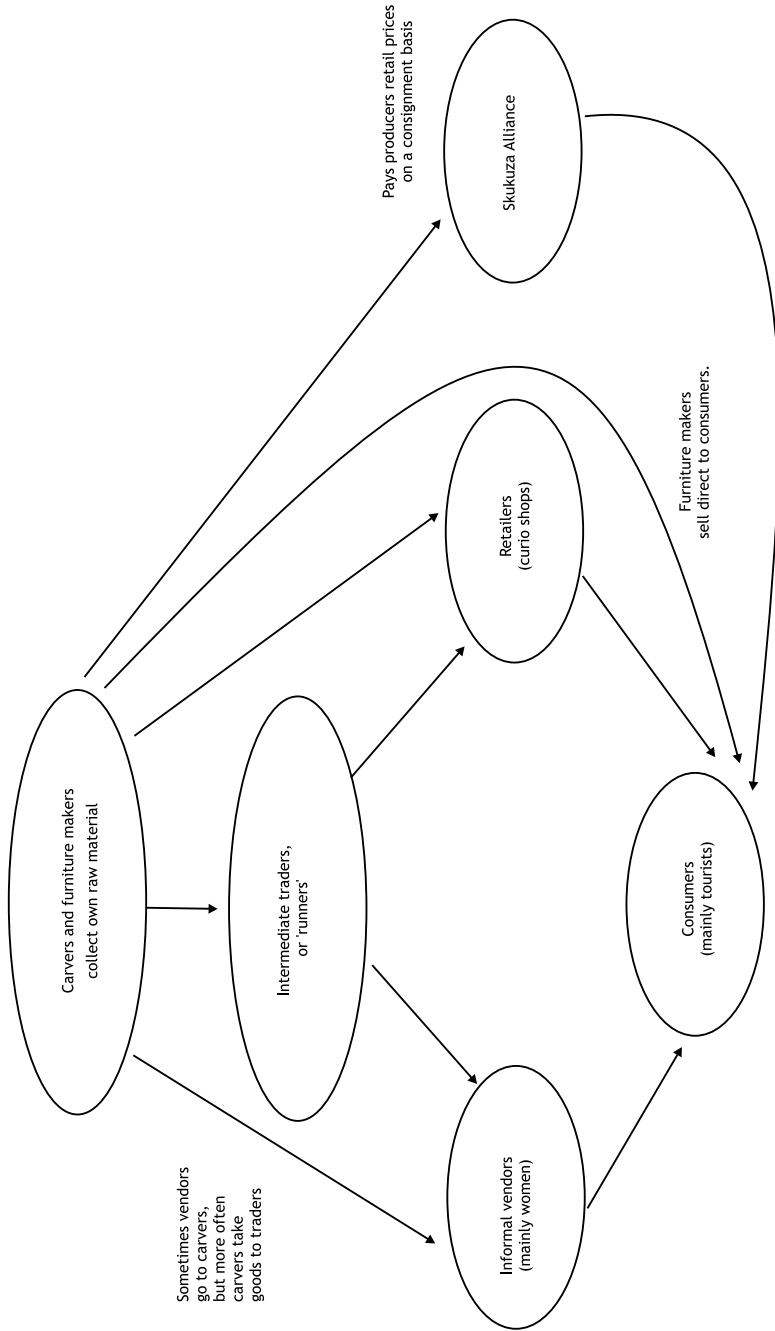 Carvers and furniture makers
collect own raw material
Sometimes vendors
go to carvers,
but more often
carvers take
goods to traders
Intermediate traders,
or 'runners'
Pays producers retail prices
on a consignment basis
Informal vendors
(mainly women)
Retailers
(curio shops)
Skukuza Alliance
Consumers
(mainly tourists)
Furniture makers
sell direct to consumers.